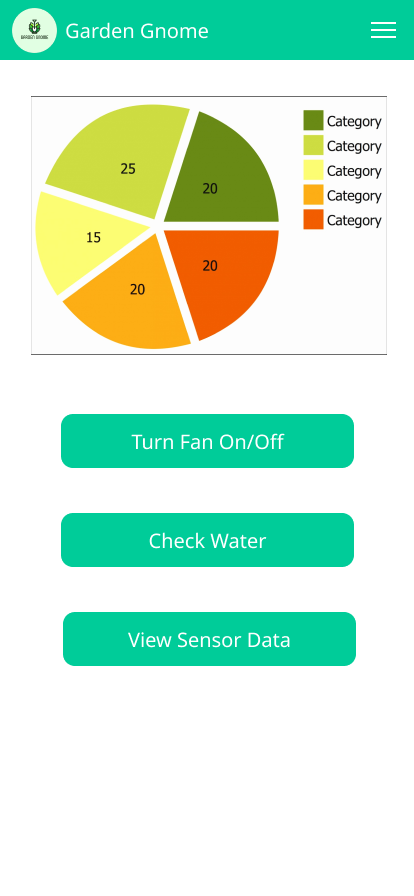 GARDEN GNOME
Garden Gnome
25
20
15
20
20
Category
Category
Category
Category
Category
Turn Fan On/Off
Check Water
View Sensor Data